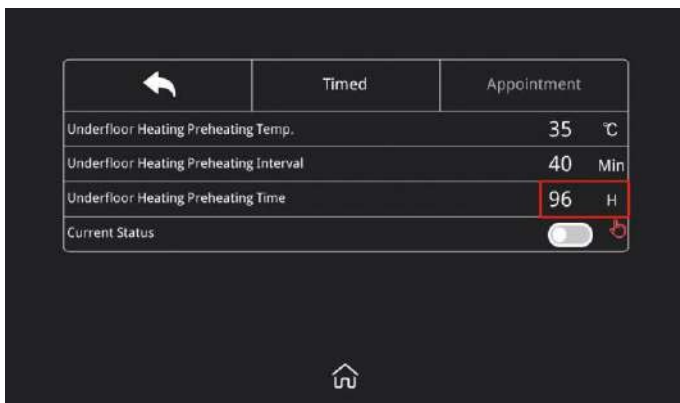 Timed Appointment
Underfloor Heating Preheating Temp. 35 ℃
Underfloor Heating Preheating Interval 40 Min
Underfloor Heating Preheating Time 96 H
Current Status